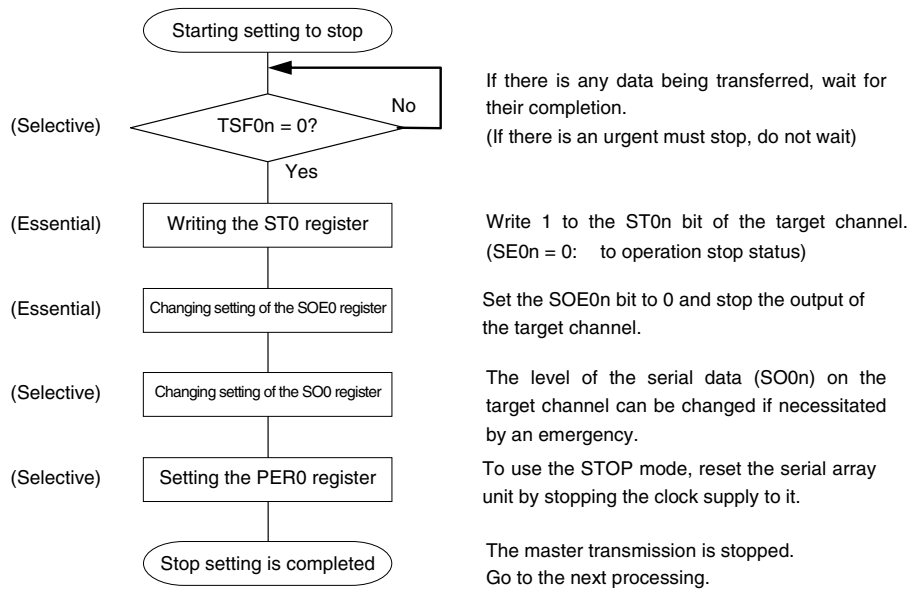 Starting setting to stop
No
(Selective)
TSF0n = 0?
Yes
If there is any data being transferred, wait for
their completion.
(If there is an urgent must stop, do not wait)
(Essential)
Writing the ST0 register
Write 1 to the ST0n bit of the target channel.
(SE0n = 0: to operation stop status)
(Essential)
Changing setting of the SOE0 register
Set the SOE0n bit to 0 and stop the output of
the target channel.
(Selective)
Changing setting of the SO0 register
The level of the serial data (SO0n) on the
target channel can be changed if necessitated
by an emergency.
(Selective)
Setting the PER0 register
To use the STOP mode, reset the serial array
unit by stopping the clock supply to it.
Stop setting is completed
The master transmission is stopped.
Go to the next processing.